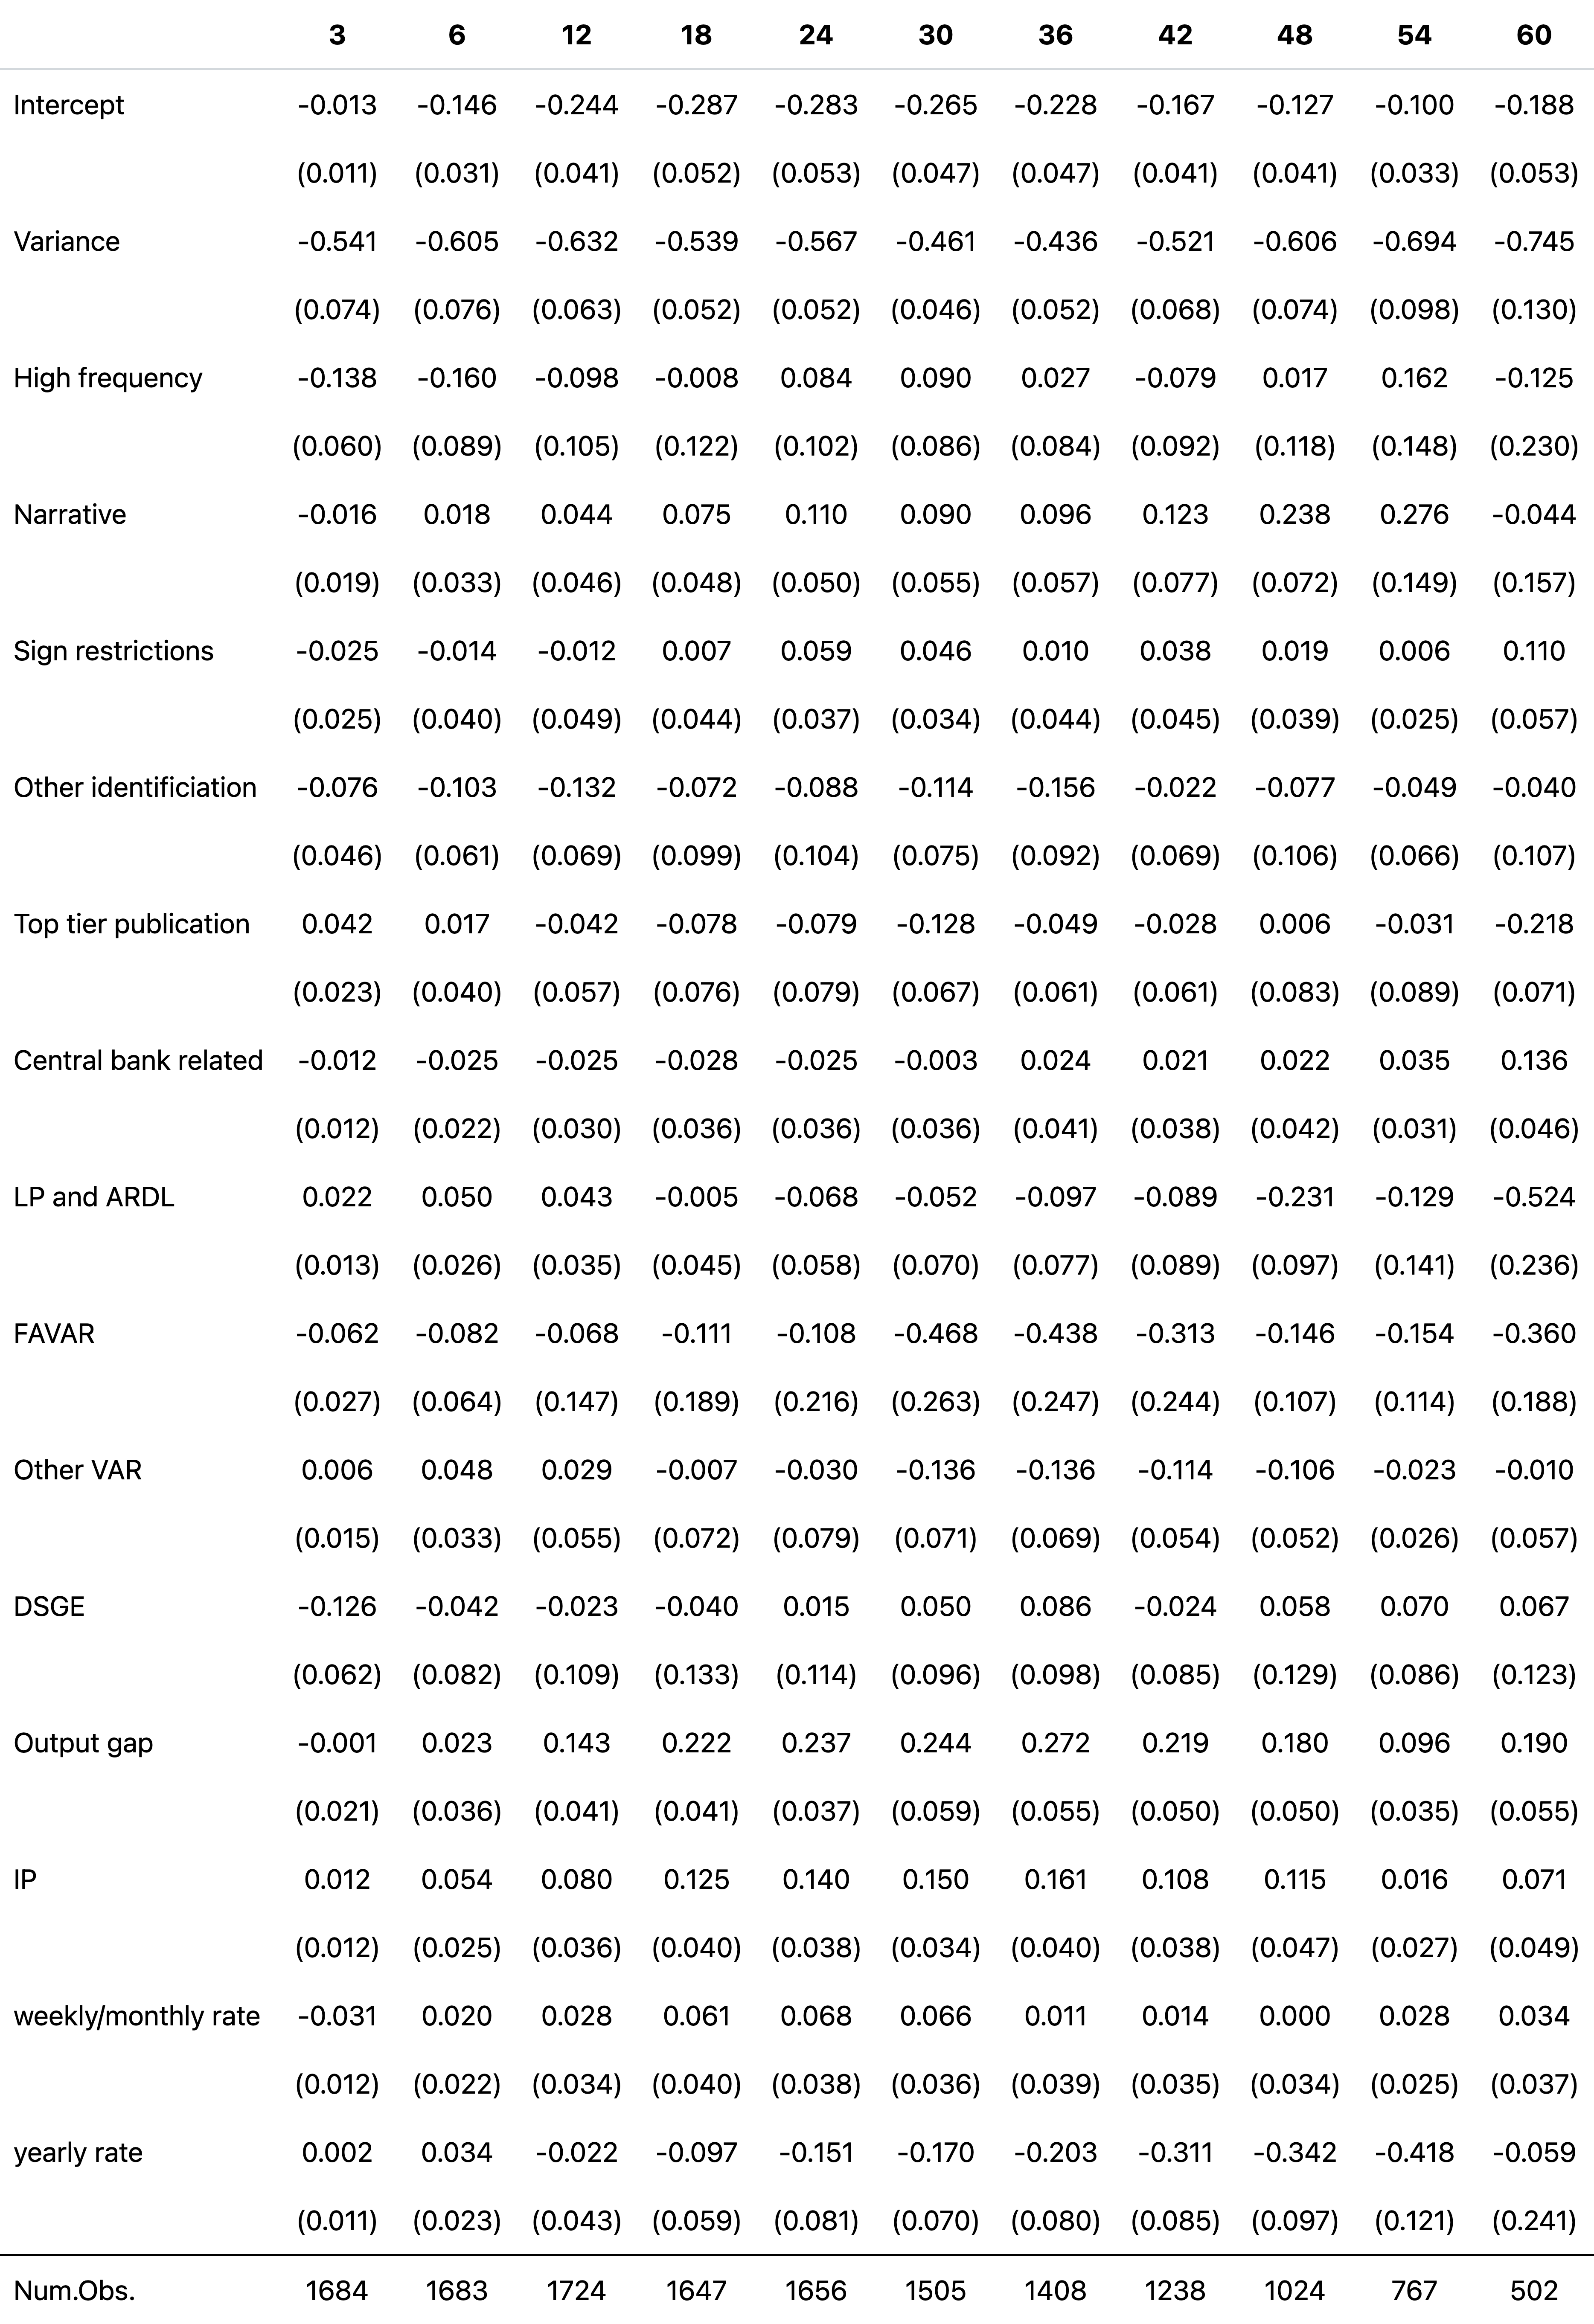 3 6 12 18 24 30 36 42 48 54 60
Intercept -0.013 -0.146 -0.244 -0.287 -0.283 -0.265 -0.228 -0.167 -0.127 -0.100 -0.188
(0.011) (0.031) (0.041) (0.052) (0.053) (0.047) (0.047) (0.041) (0.041) (0.033) (0.053)
Variance -0.541 -0.605 -0.632 -0.539 -0.567 -0.461 -0.436 -0.521 -0.606 -0.694 -0.745
(0.074) (0.076) (0.063) (0.052) (0.052) (0.046) (0.052) (0.068) (0.074) (0.098) (0.130)
High frequency -0.138 -0.160 -0.098 -0.008 0.084 0.090 0.027 -0.079 0.017 0.162 -0.125
(0.060) (0.089) (0.105) (0.122) (0.102) (0.086) (0.084) (0.092) (0.118) (0.148) (0.230)
Narrative -0.016 0.018 0.044 0.075 0.110 0.090 0.096 0.123 0.238 0.276 -0.044
(0.019) (0.033) (0.046) (0.048) (0.050) (0.055) (0.057) (0.077) (0.072) (0.149) (0.157)
Sign restrictions -0.025 -0.014 -0.012 0.007 0.059 0.046 0.010 0.038 0.019 0.006 0.110
(0.025) (0.040) (0.049) (0.044) (0.037) (0.034) (0.044) (0.045) (0.039) (0.025) (0.057)
Other identificiation -0.076 -0.103 -0.132 -0.072 -0.088 -0.114 -0.156 -0.022 -0.077 -0.049 -0.040
(0.046) (0.061) (0.069) (0.099) (0.104) (0.075) (0.092) (0.069) (0.106) (0.066) (0.107)
Top tier publication 0.042 0.017 -0.042 -0.078 -0.079 -0.128 -0.049 -0.028 0.006 -0.031 -0.218
(0.023) (0.040) (0.057) (0.076) (0.079) (0.067) (0.061) (0.061) (0.083) (0.089) (0.071)
Central bank related -0.012 -0.025 -0.025 -0.028 -0.025 -0.003 0.024 0.021 0.022 0.035 0.136
(0.012) (0.022) (0.030) (0.036) (0.036) (0.036) (0.041) (0.038) (0.042) (0.031) (0.046)
LP and ARDL 0.022 0.050 0.043 -0.005 -0.068 -0.052 -0.097 -0.089 -0.231 -0.129 -0.524
(0.013) (0.026) (0.035) (0.045) (0.058) (0.070) (0.077) (0.089) (0.097) (0.141) (0.236)
FAVAR -0.062 -0.082 -0.068 -0.111 -0.108 -0.468 -0.438 -0.313 -0.146 -0.154 -0.360
(0.027) (0.064) (0.147) (0.189) (0.216) (0.263) (0.247) (0.244) (0.107) (0.114) (0.188)
Other VAR 0.006 0.048 0.029 -0.007 -0.030 -0.136 -0.136 -0.114 -0.106 -0.023 -0.010
(0.015) (0.033) (0.055) (0.072) (0.079) (0.071) (0.069) (0.054) (0.052) (0.026) (0.057)
DSGE -0.126 -0.042 -0.023 -0.040 0.015 0.050 0.086 -0.024 0.058 0.070 0.067
(0.062) (0.082) (0.109) (0.133) (0.114) (0.096) (0.098) (0.085) (0.129) (0.086) (0.123)
Output gap -0.001 0.023 0.143 0.222 0.237 0.244 0.272 0.219 0.180 0.096 0.190
(0.021) (0.036) (0.041) (0.041) (0.037) (0.059) (0.055) (0.050) (0.050) (0.035) (0.055)
IP 0.012 0.054 0.080 0.125 0.140 0.150 0.161 0.108 0.115 0.016 0.071
(0.012) (0.025) (0.036) (0.040) (0.038) (0.034) (0.040) (0.038) (0.047) (0.027) (0.049)
weekly/monthly rate -0.031 0.020 0.028 0.061 0.068 0.066 0.011 0.014 0.000 0.028 0.034
(0.012) (0.022) (0.034) (0.040) (0.038) (0.036) (0.039) (0.035) (0.034) (0.025) (0.037)
yearly rate 0.002 0.034 -0.022 -0.097 -0.151 -0.170 -0.203 -0.311 -0.342 -0.418 -0.059
(0.011) (0.023) (0.043) (0.059) (0.081) (0.070) (0.080) (0.085) (0.097) (0.121) (0.241)
Num.Obs. 1684 1683 1724 1647 1656 1505 1408 1238 1024 767 502